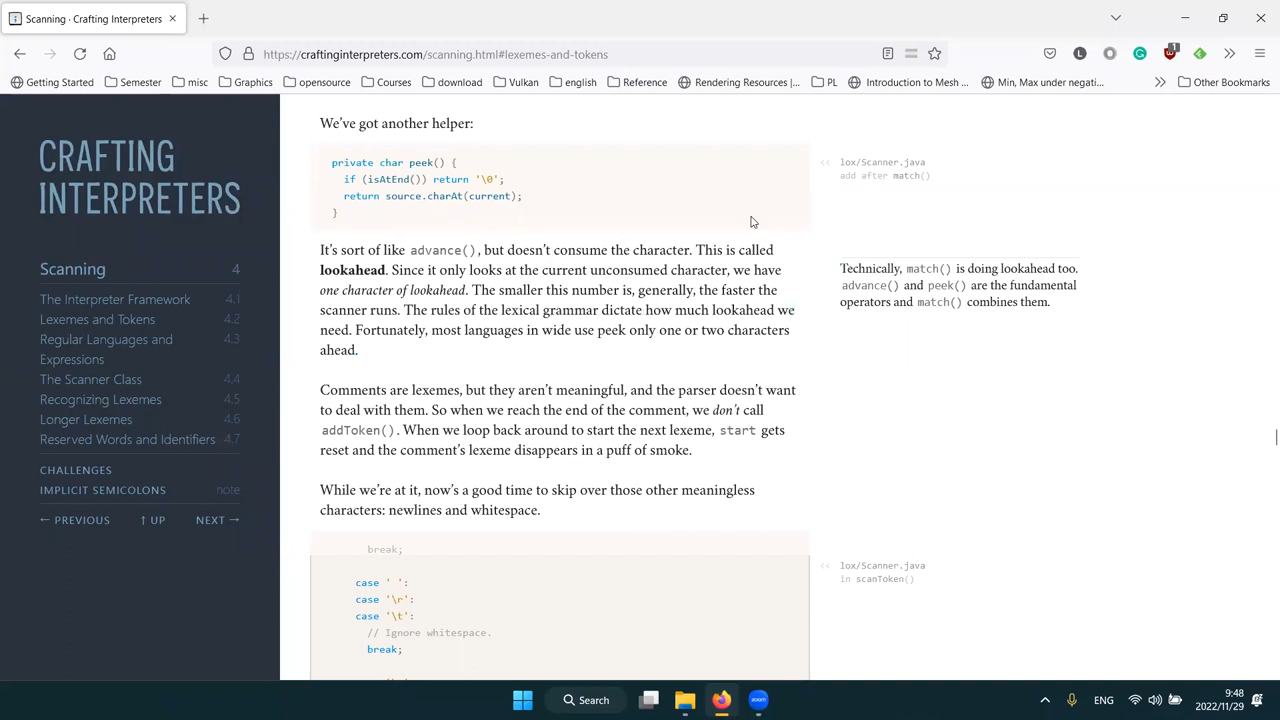 Scanning · Crafting Interpreters
https://craftinginterpreters.com/scanning.html#lexemes-and-tokens
1
Getting Started
Semester
misc
Graphics
opensource
Courses
download
Vulkan
english
Reference
Rendering Resources |...
PL
Introduction to Mesh ...
Min, Max under negati...
Other Bookmarks
CRAFTING
INTERPRETERS
Scanning 4
The Interpreter Framework 4.1
Lexemes and Tokens 4.2
Regular Languages and 4.3
Expressions
The Scanner Class 4.4
Recognizing Lexemes 4.5
Longer Lexemes 4.6
Reserved Words and Identifiers 4.7
CHALLENGES
IMPLICIT SEMICOLONS note
← PREVIOUS ↑ UP NEXT →
We've got another helper:
private char peek() {
if (isAtEnd()) return '\0';
return source.charAt(current);
}
<< lox/Scanner.java
add after match()
It's sort of like advance(), but doesn't consume the character. This is called
lookahead. Since it only looks at the current unconsumed character, we have
one character of lookahead. The smaller this number is, generally, the faster the
scanner runs. The rules of the lexical grammar dictate how much lookahead we
need. Fortunately, most languages in wide use peek only one or two characters
ahead.
Technically, match() is doing lookahead too.
advance() and peek() are the fundamental
operators and match() combines them.
Comments are lexemes, but they aren't meaningful, and the parser doesn't want
to deal with them. So when we reach the end of the comment, we don't call
addToken(). When we loop back around to start the next lexeme, start gets
reset and the comment's lexeme disappears in a puff of smoke.
While we're at it, now's a good time to skip over those other meaningless
characters: newlines and whitespace.
break;
case ' ':
case '\r':
case '\t':
// Ignore whitespace.
break;
<< lox/Scanner.java
in scanToken()
Search
zoom
ENG
9:48
2022/11/29